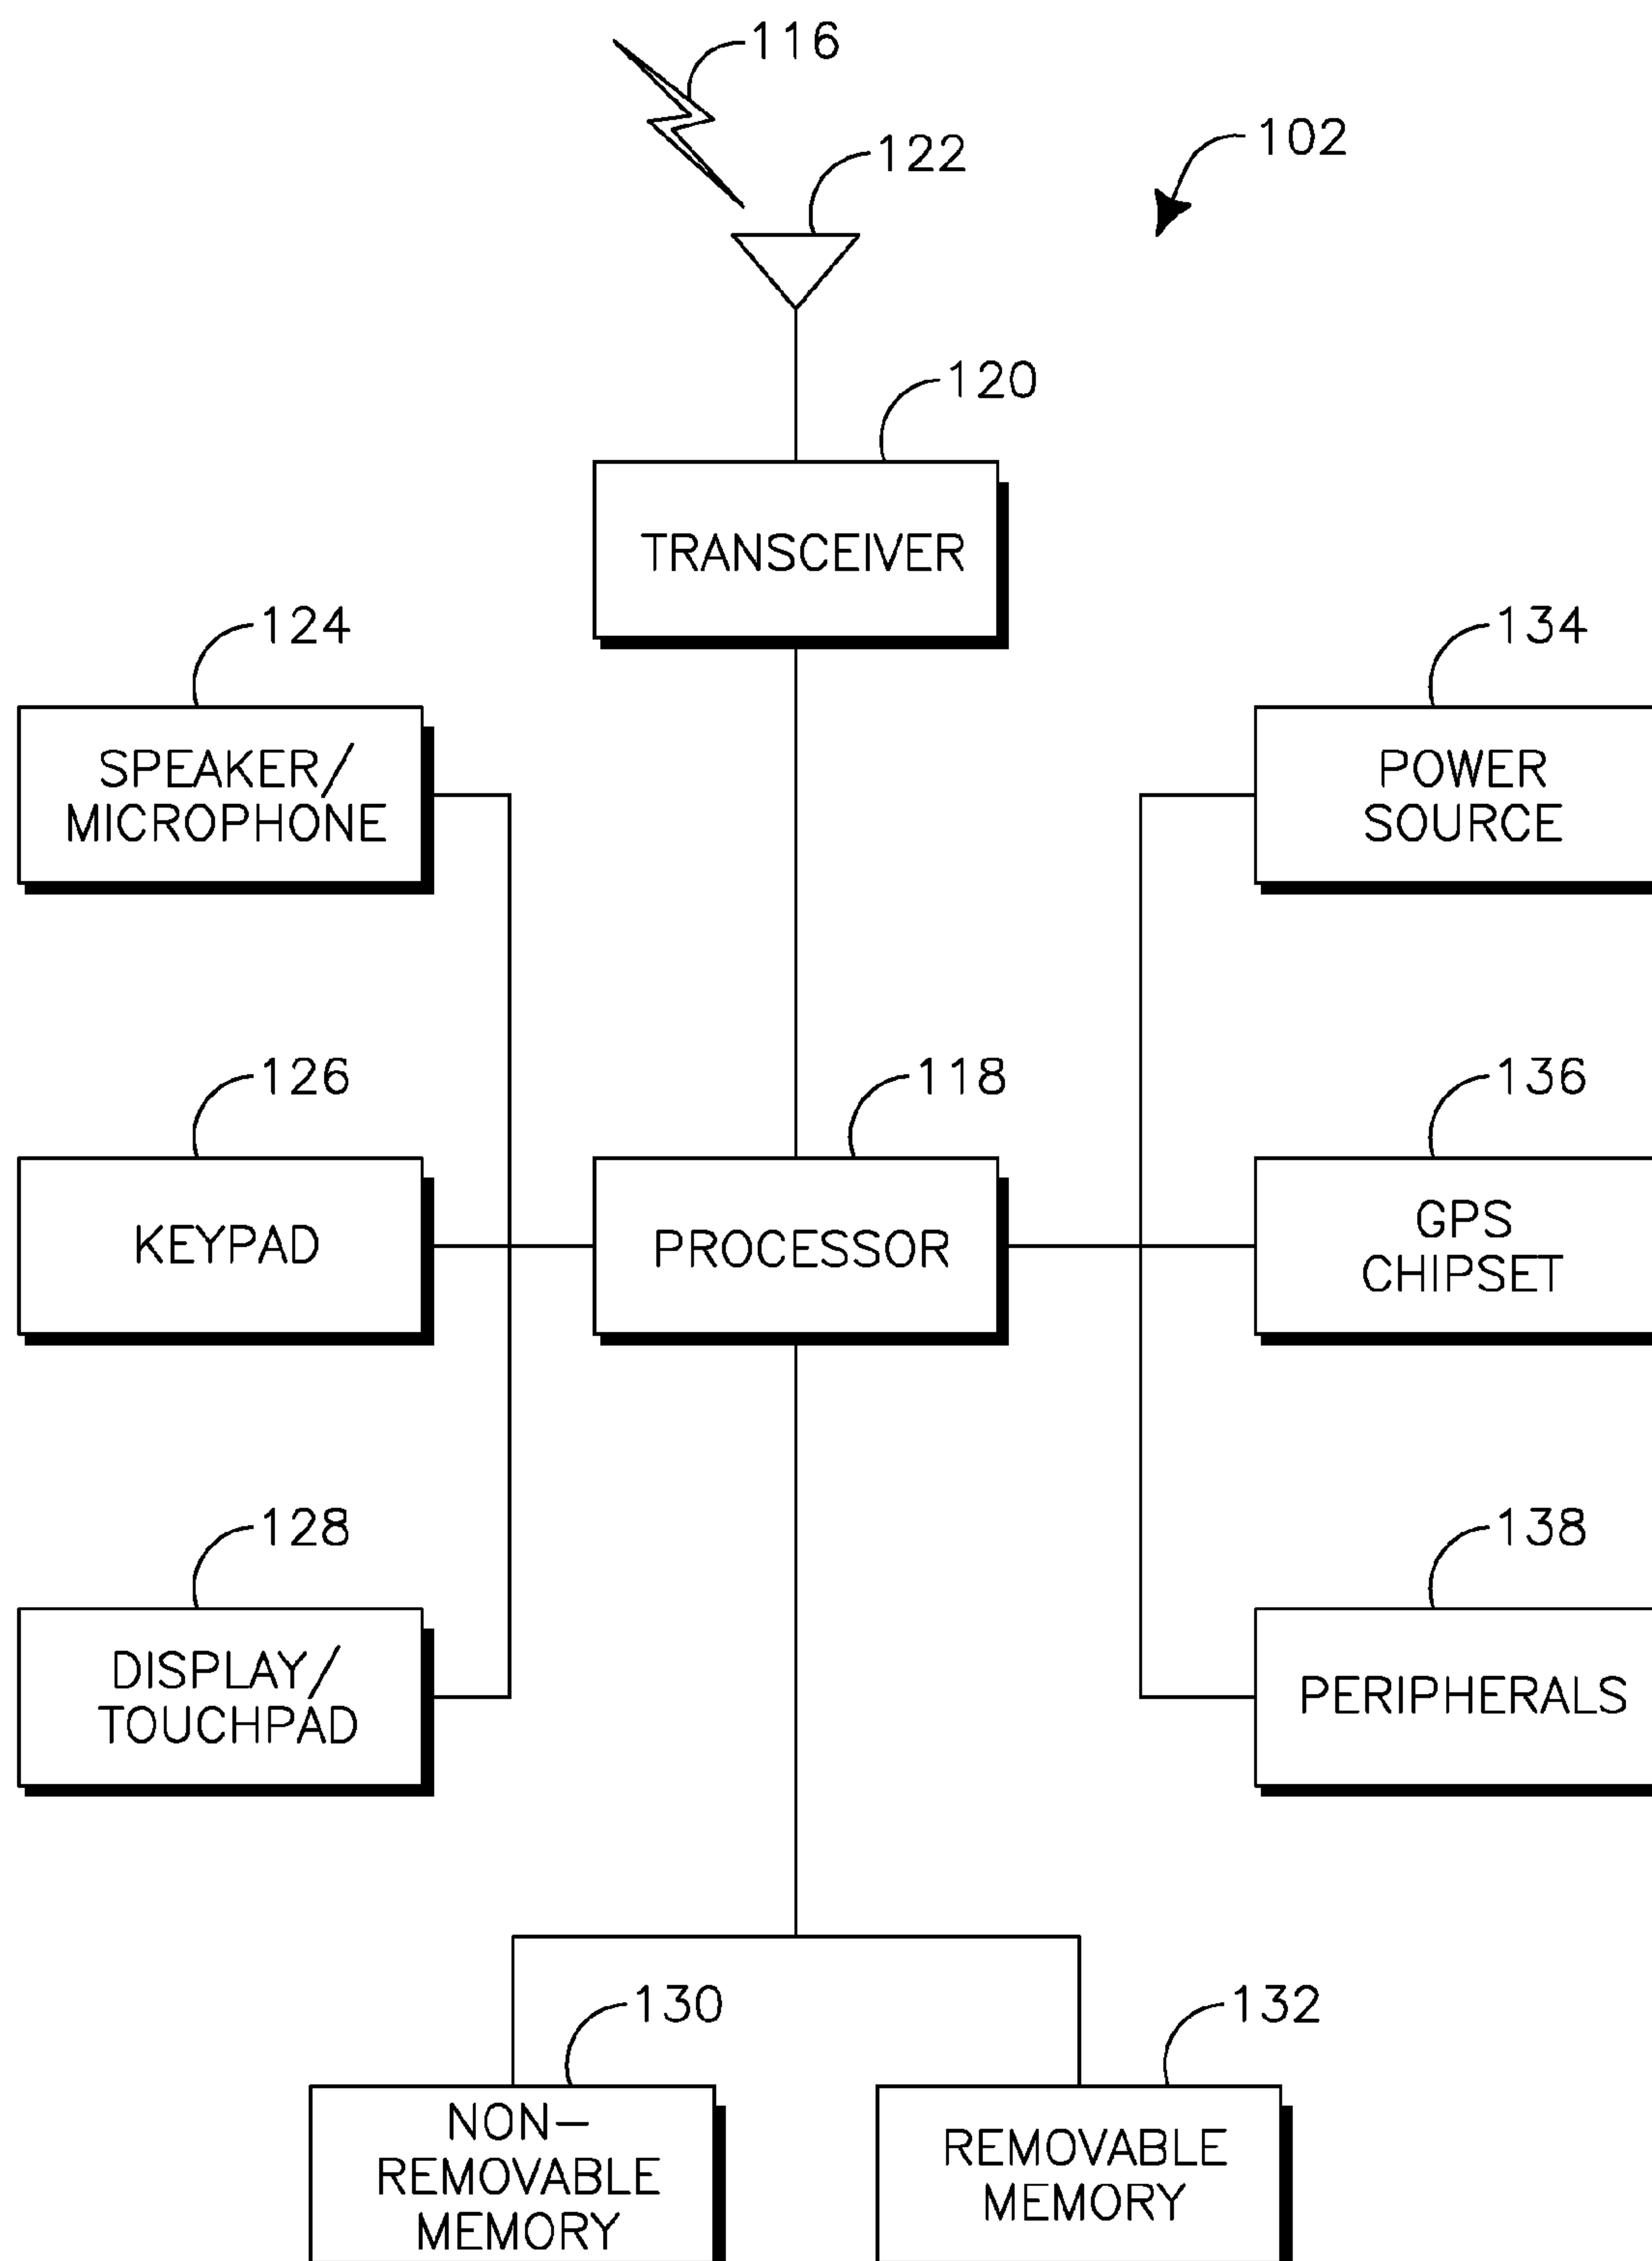 116
122
102
120
TRANSCEIVER
124
134
SPEAKER/
MICROPHONE
POWER
SOURCE
126
118
136
KEYPAD
PROCESSOR
GPS
CHIPSET
128
138
DISPLAY/
TOUCHPAD
PERIPHERALS
130
132
NON-
REMOVABLE
MEMORY
REMOVABLE
MEMORY